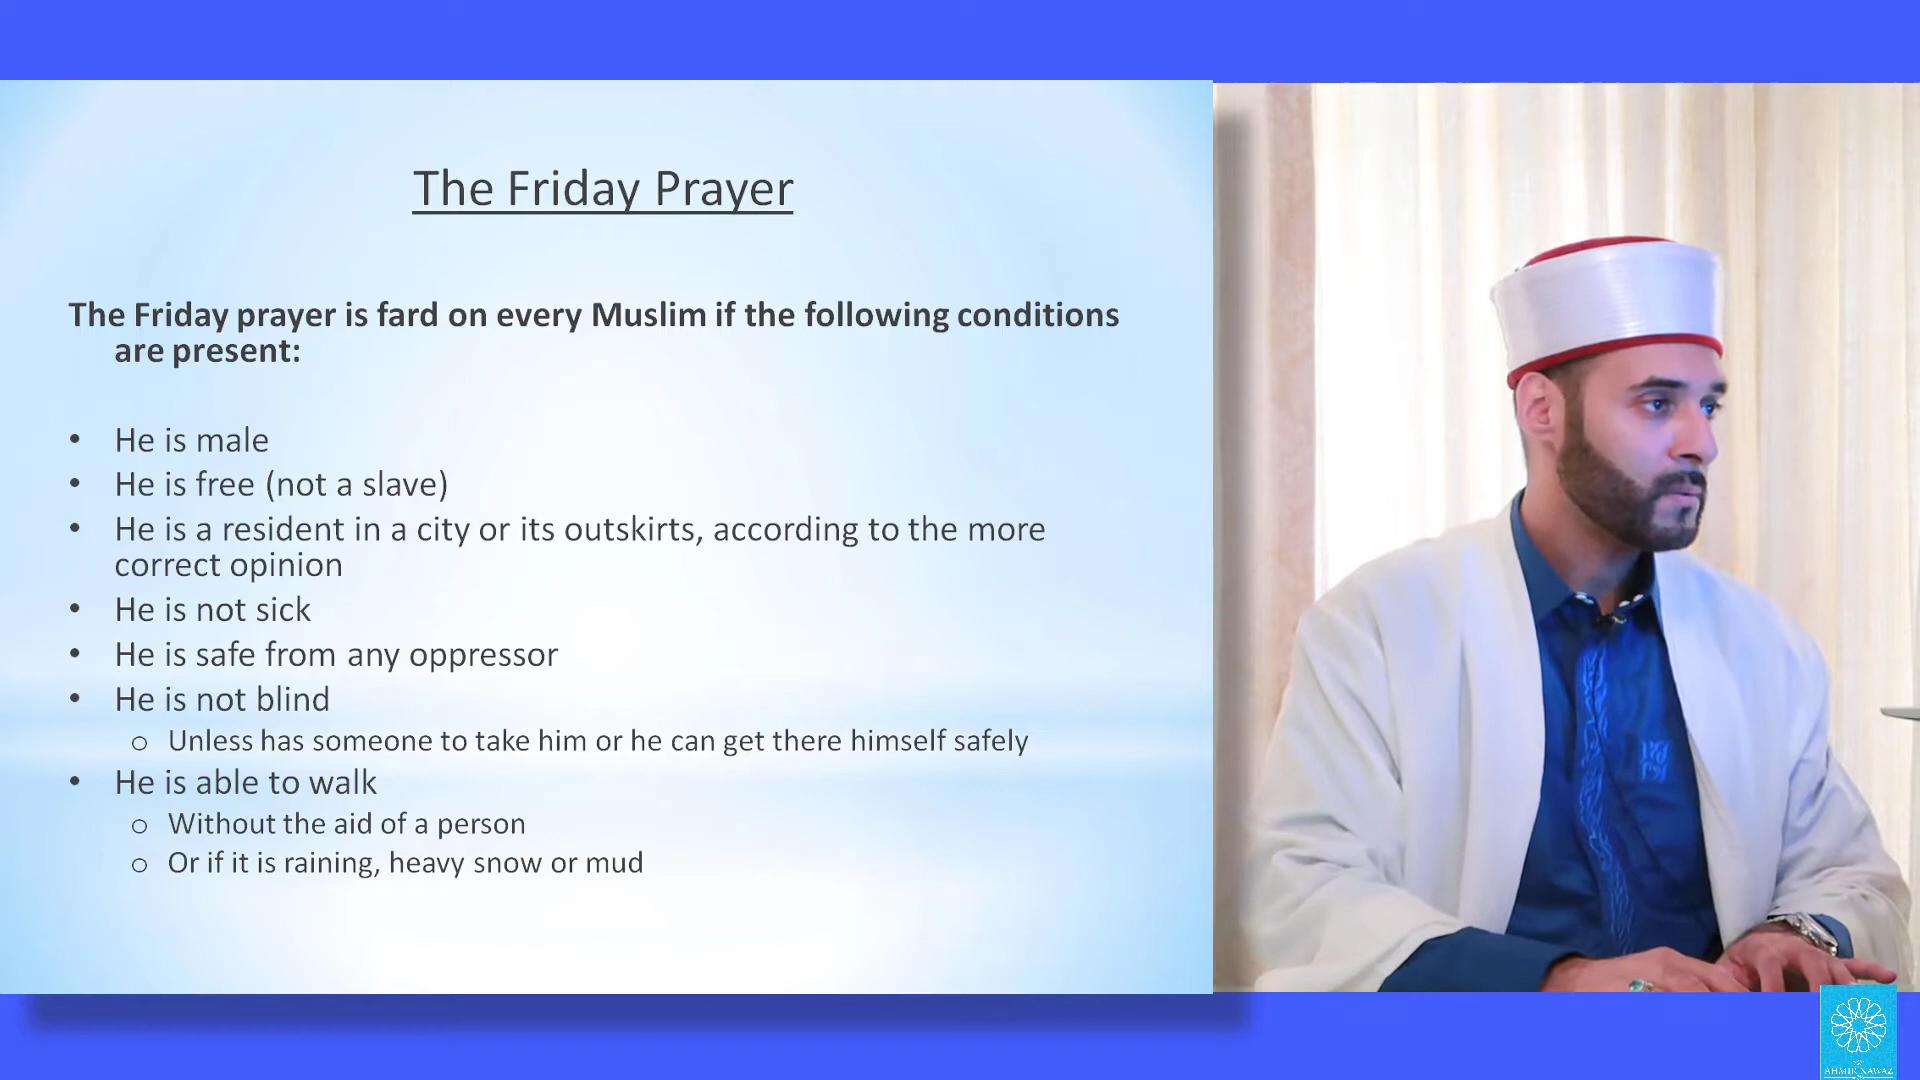 The Friday Prayer
The Friday prayer is fard on every Muslim if the following conditions
are present:
• He is male
• He is free (not a slave)
• He is a resident in a city or its outskirts, according to the more
correct opinion
• He is not sick
• He is safe from any oppressor
• He is not blind
o Unless has someone to take him or he can get there himself safely
• He is able to walk
o Without the aid of a person
o Or if it is raining, heavy snow or mud
AHMIR NAWAZ